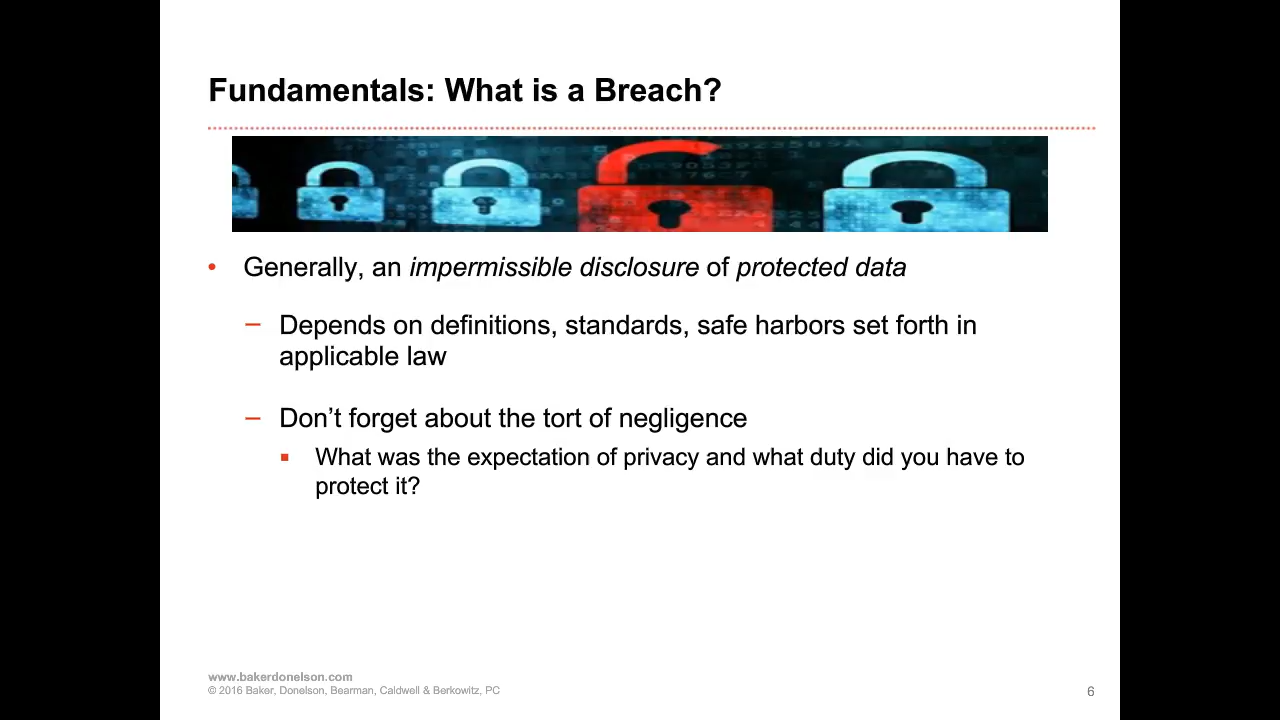 Fundamentals: What is a Breach?
• Generally, an impermissible disclosure of protected data
– Depends on definitions, standards, safe harbors set forth in
applicable law
– Don’t forget about the tort of negligence
▪ What was the expectation of privacy and what duty did you have to
protect it?
www.bakerdonelson.com
© 2016 Baker, Donelson, Bearman, Caldwell & Berkowitz, PC
6